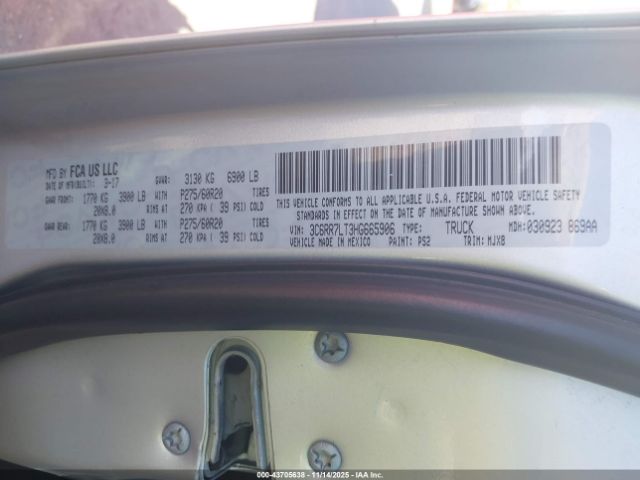 MFD BY FCA US LLC
DATE OF MFR(BUILT): 3-17 GVWR: 3130 KG 6900 LB
GAWR FRONT: 1770 KG 3900 LB WITH P275/60R20 TIRES
20X8.0 RIMS AT 270 KPA ( 39 PSI) COLD
GAWR REAR: 1770 KG 3900 LB WITH P275/60R20 TIRES
20X8.0 RIMS AT 270 KPA ( 39 PSI) COLD
THIS VEHICLE CONFORMS TO ALL APPLICABLE U.S.A. FEDERAL MOTOR VEHICLE SAFETY
STANDARDS IN EFFECT ON THE DATE OF MANUFACTURE SHOWN ABOVE.
VIN: 3C6RR7LT3HG665906 TYPE: TRUCK MDH: 030923 869AA
VEHICLE MADE IN MEXICO PAINT: PS2 TRIM: MJX8
000-43705638 - IAAI.COM - 11/14/2025 -